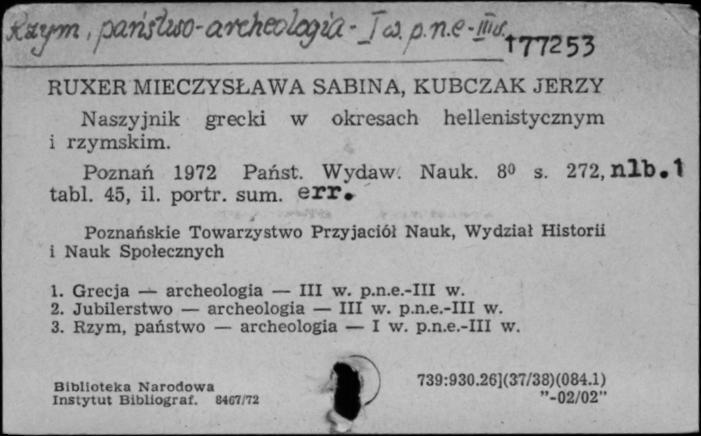 Rzym, państwo-archeologia - I w. p.n.e - III w.
177253
RUXER MIECZYSŁAWA SABINA, KUBCZAK JERZY
Naszyjnik grecki w okresach hellenistycznym
i rzymskim.
Poznań 1972 Państ. Wydaw. Nauk. 8⁰ s. 272, nlb. 1
tabl. 45, il. portr. sum. err.
Poznańskie Towarzystwo Przyjaciół Nauk, Wydział Historii
i Nauk Społecznych
1. Grecja — archeologia — III w. p.n.e.-III w.
2. Jubilerstwo — archeologia — III w. p.n.e.-III w.
3. Rzym, państwo — archeologia — I w. p.n.e.-III w.
Biblioteka Narodowa
Instytut Bibliograf. 8467/72
739:930.26](37/38)(084.1)
"-02/02"